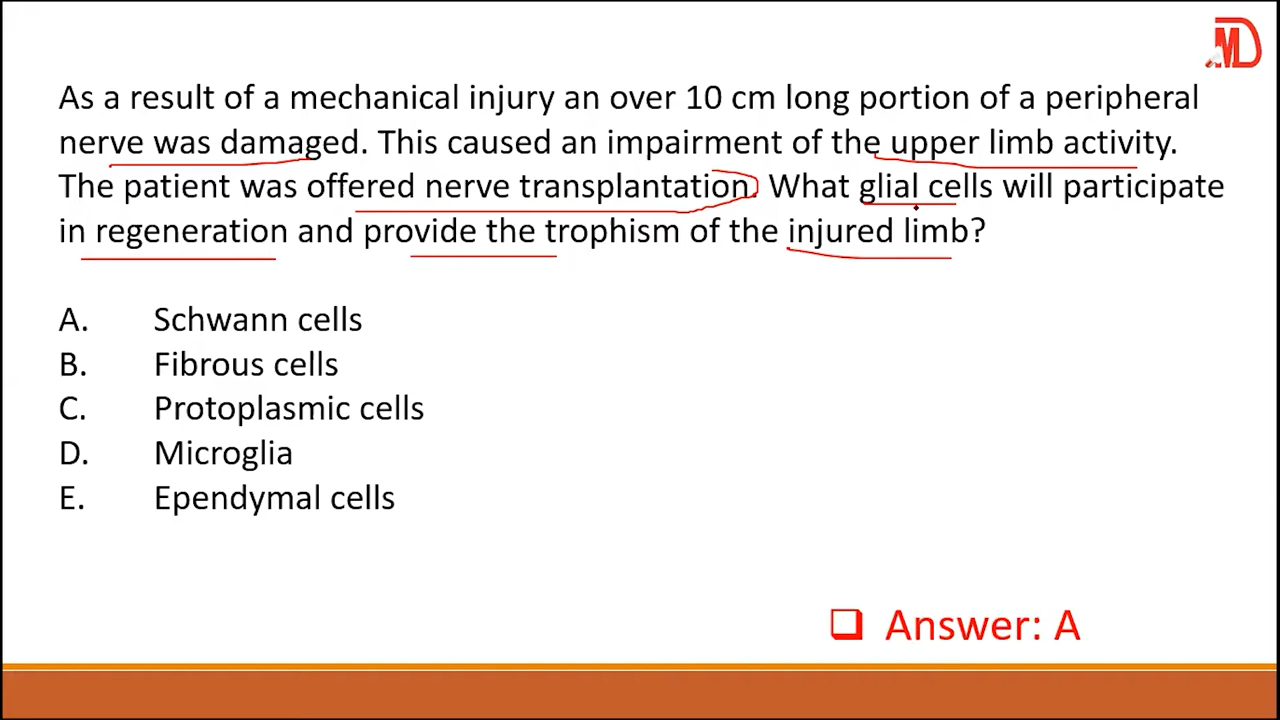 MD
As a result of a mechanical injury an over 10 cm long portion of a peripheral
nerve was damaged. This caused an impairment of the upper limb activity.
The patient was offered nerve transplantation. What glial cells will participate
in regeneration and provide the trophism of the injured limb?
A. Schwann cells
B. Fibrous cells
C. Protoplasmic cells
D. Microglia
E. Ependymal cells
Answer: A